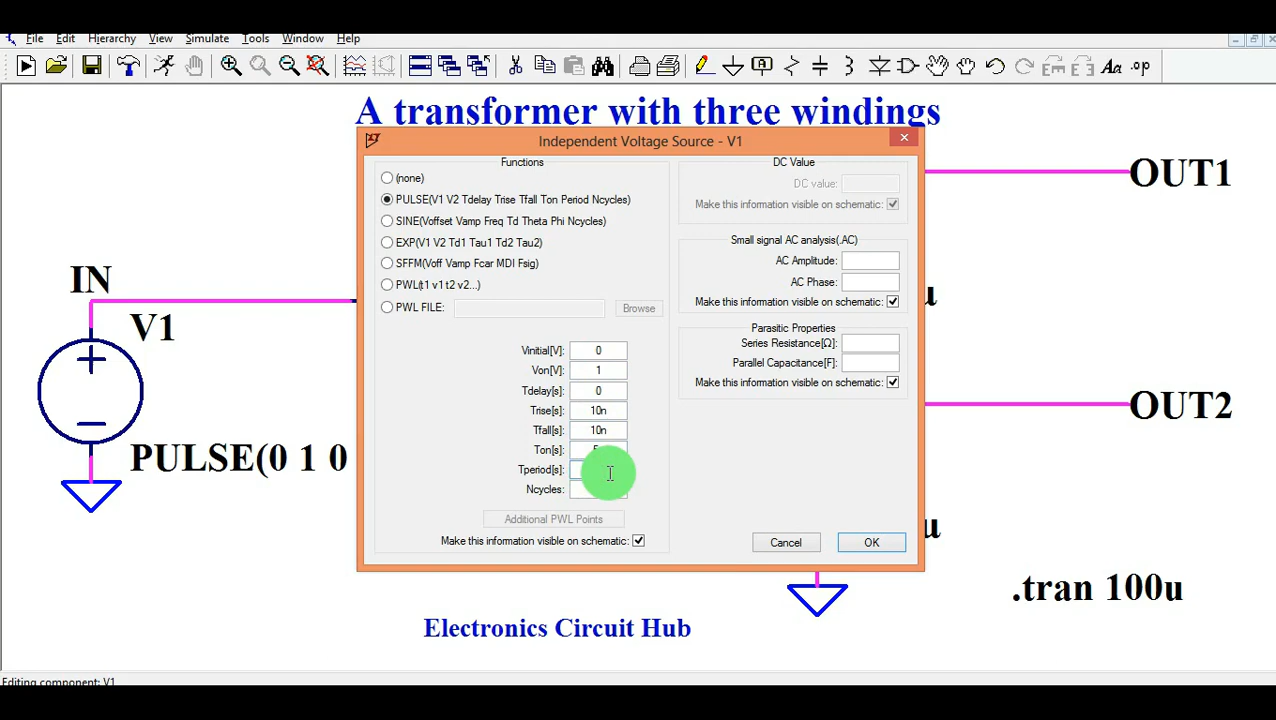 File Edit Hierarchy View Simulate Tools Window Help
Aa .op
A transformer with three windings
Independent Voltage Source - V1
Functions
(none)
PULSE(V1 V2 Tdelay Trise Tfall Ton Period Ncycles)
SINE(Voffset Vamp Freq Td Theta Phi Ncycles)
EXP(V1 V2 Td1 Tau1 Td2 Tau2)
SFFM(Voff Vamp Fcar MDI Fsig)
PWL(t1 v1 t2 v2...)
PWL FILE: Browse
Vinitial[V]: 0
Von[V]: 1
Tdelay[s]: 0
Trise[s]: 10n
Tfall[s]: 10n
Ton[s]:
Tperiod[s]:
Ncycles:
Additional PWL Points
Make this information visible on schematic:
DC Value
DC value:
Make this information visible on schematic:
Small signal AC analysis(.AC)
AC Amplitude:
AC Phase:
Make this information visible on schematic:
Parasitic Properties
Series Resistance[Ω]:
Parallel Capacitance[F]:
Make this information visible on schematic:
Cancel OK
IN
V1
PULSE(0 1 0
OUT1
u
OUT2
u
.tran 100u
Electronics Circuit Hub
Editing component: V1